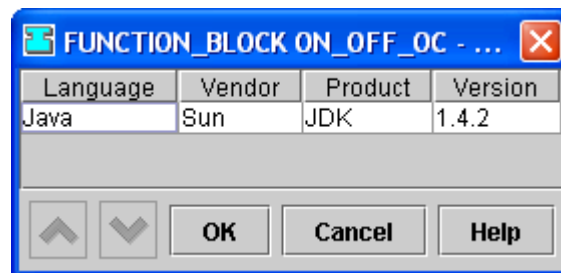 FUNCTION_BLOCK ON_OFF_OC - ...
Language Vendor Product Version
Java Sun JDK 1.4.2
OK Cancel Help